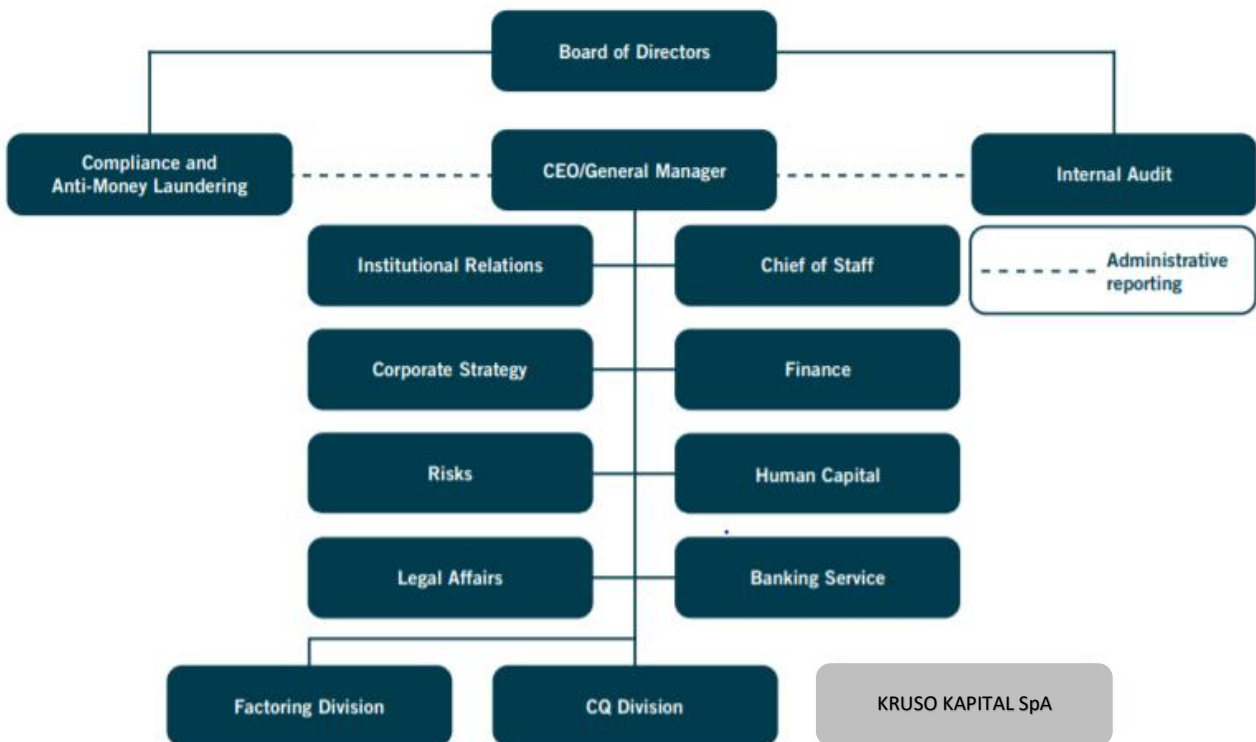 Board of Directors
Compliance and
Anti-Money Laundering
CEO/General Manager
Internal Audit
Institutional Relations
Chief of Staff
Administrative
reporting
Corporate Strategy
Finance
Risks
Human Capital
Legal Affairs
Banking Service
Factoring Division
CQ Division
KRUSO KAPITAL SpA